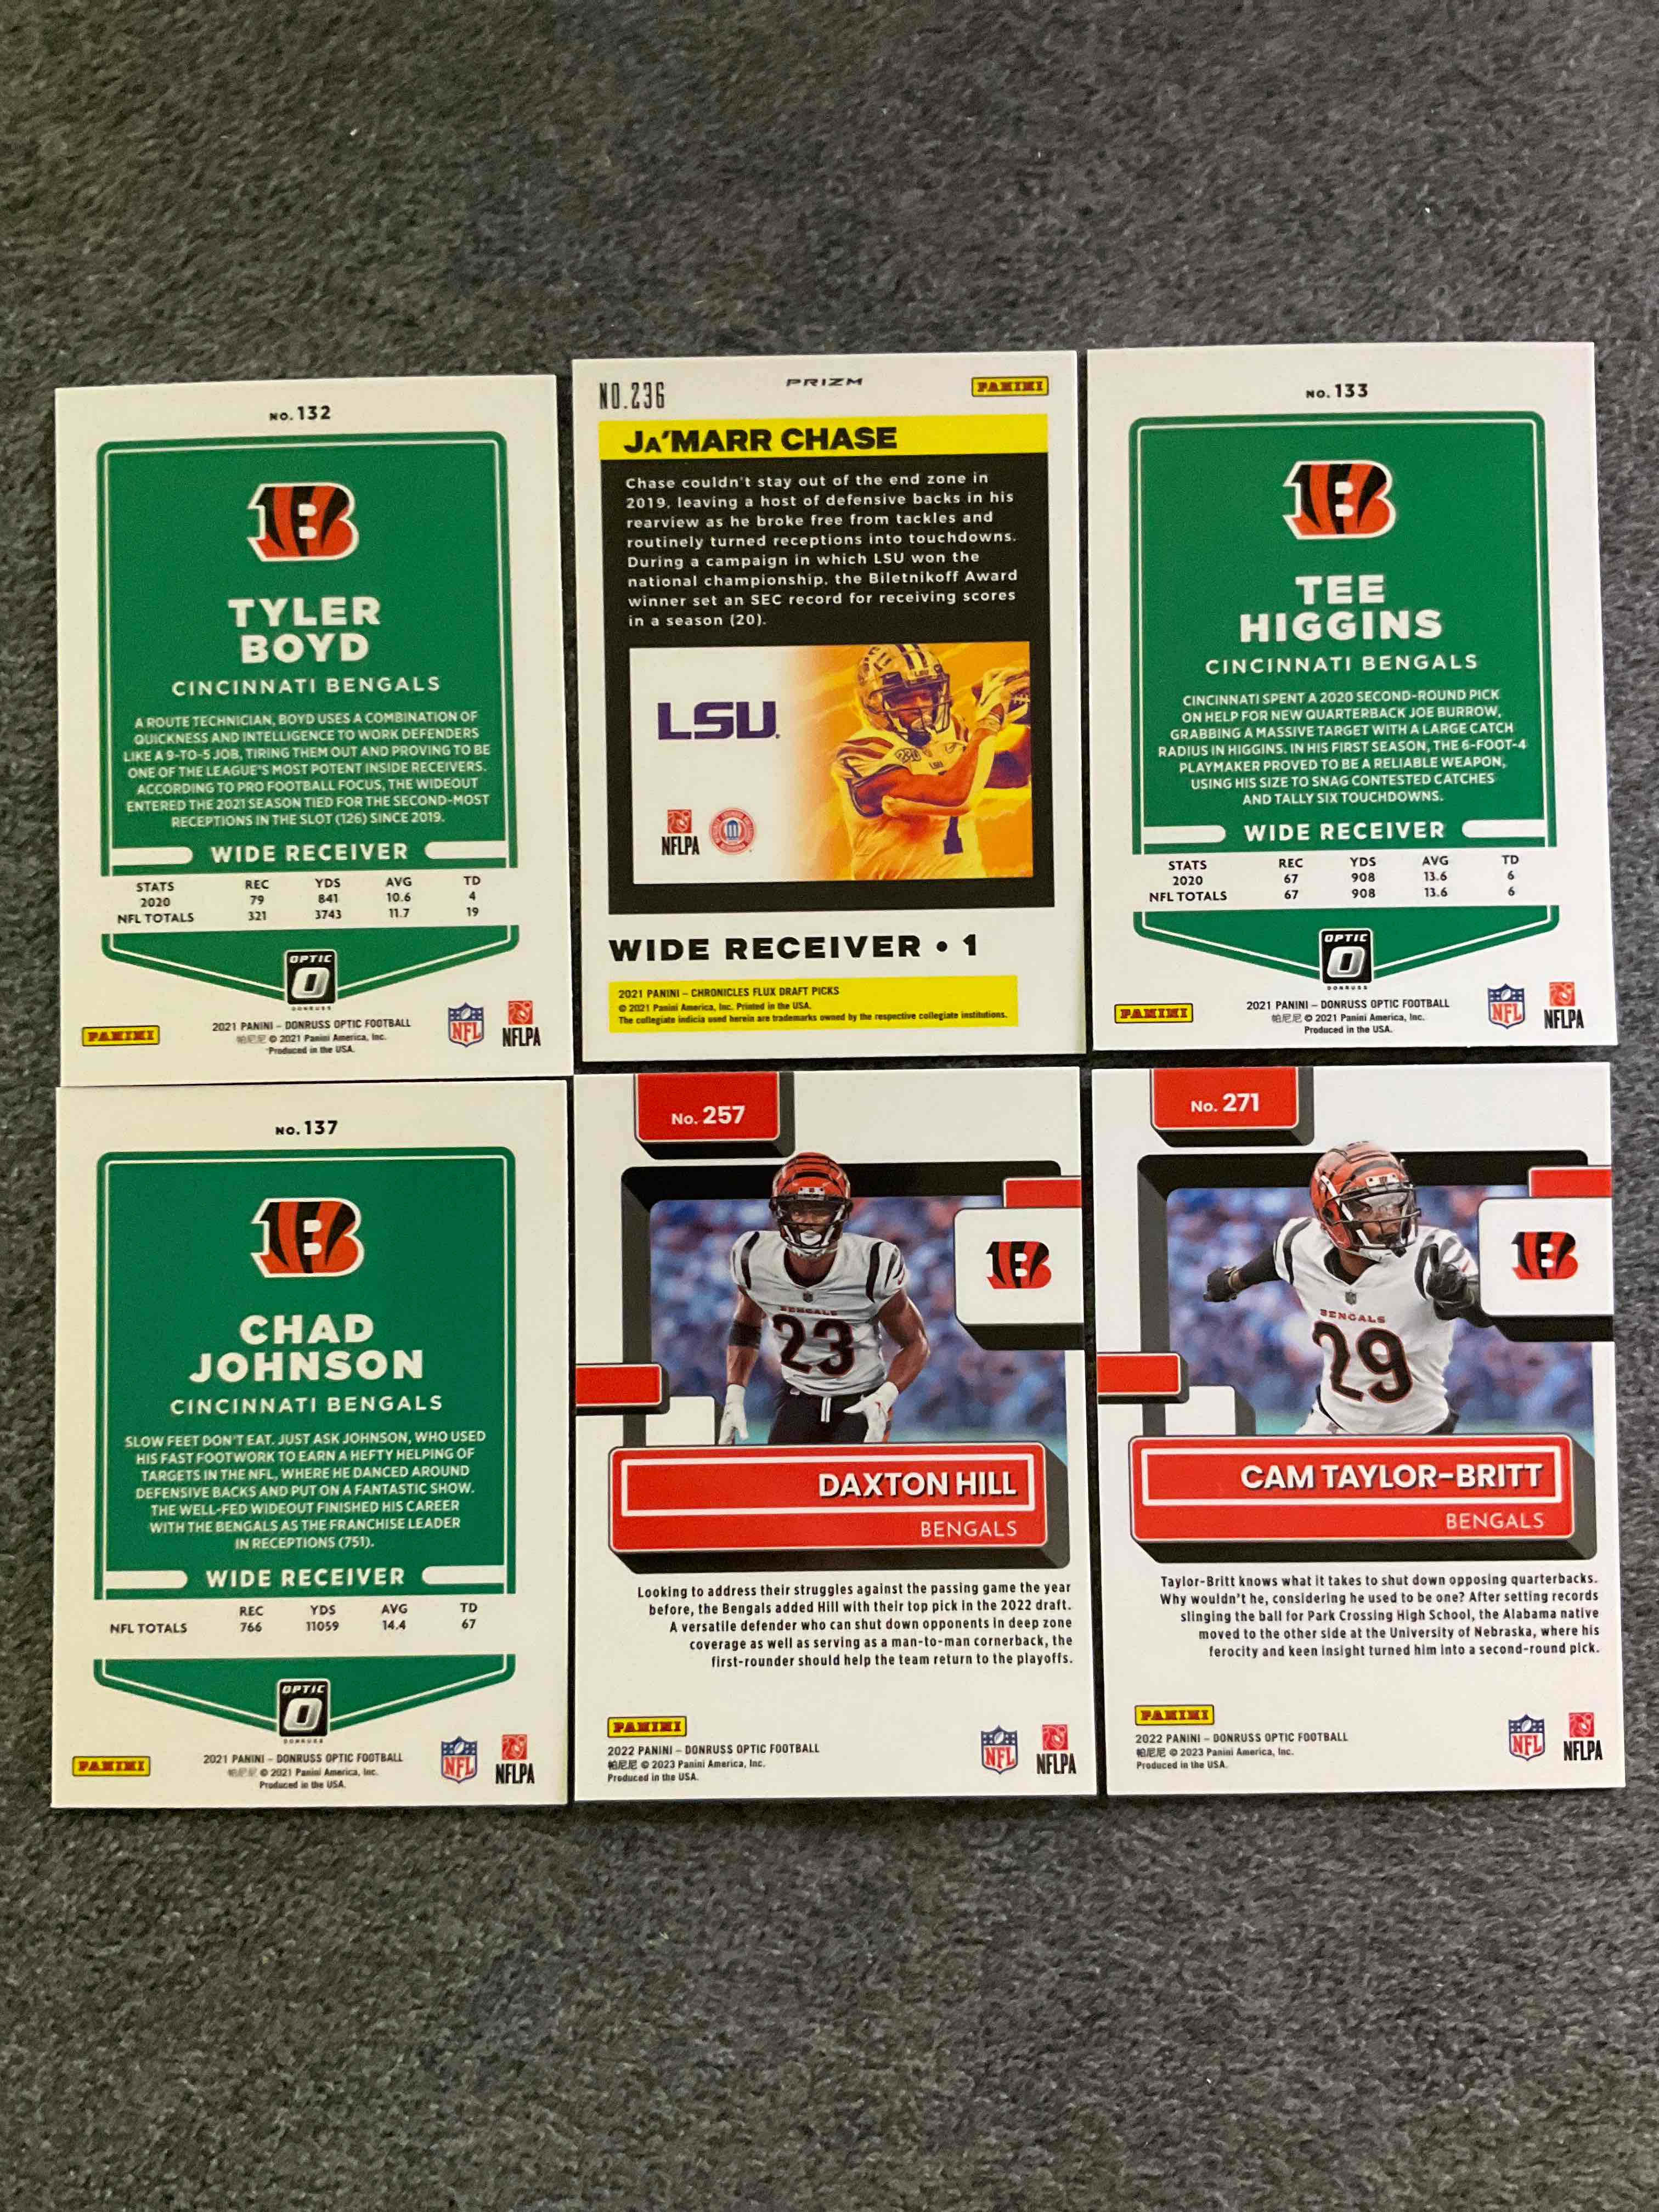 No. 132
TYLER
BOYD
CINCINNATI BENGALS
A ROUTE TECHNICIAN, BOYD USES A COMBINATION OF
QUICKNESS AND INTELLIGENCE TO WORK DEFENDERS
LIKE A 9-TO-5 JOB, TIRING THEM OUT AND PROVING TO BE
ONE OF THE LEAGUE'S MOST POTENT INSIDE RECEIVERS.
ACCORDING TO PRO FOOTBALL FOCUS, THE WIDEOUT
ENTERED THE 2021 SEASON TIED FOR THE SECOND-MOST
RECEPTIONS IN THE SLOT (126) SINCE 2019.
WIDE RECEIVER
STATS REC YDS AVG TD
2020 79 841 10.6 4
NFL TOTALS 321 3743 11.7 19
OPTIC
DONRUSS
PANINI
2021 PANINI – DONRUSS OPTIC FOOTBALL
帕尼尼 © 2021 Panini America, Inc.
Produced in the USA.
NFL
NFLPA
NO.236
PRIZM
PANINI
JA'MARR CHASE
Chase couldn't stay out of the end zone in
2019, leaving a host of defensive backs in his
rearview as he broke free from tackles and
routinely turned receptions into touchdowns.
During a campaign in which LSU won the
national championship, the Biletnikoff Award
winner set an SEC record for receiving scores
in a season (20).
LSU
NFLPA
WIDE RECEIVER • 1
2021 PANINI – CHRONICLES FLUX DRAFT PICKS
© 2021 Panini America, Inc. Printed in the USA.
The collegiate indicia used herein are trademarks owned by the respective collegiate institutions.
No. 133
TEE
HIGGINS
CINCINNATI BENGALS
CINCINNATI SPENT A 2020 SECOND-ROUND PICK
ON HELP FOR NEW QUARTERBACK JOE BURROW,
GRABBING A MASSIVE TARGET WITH A LARGE CATCH
RADIUS IN HIGGINS. IN HIS FIRST SEASON, THE 6-FOOT-4
PLAYMAKER PROVED TO BE A RELIABLE WEAPON,
USING HIS SIZE TO SNAG CONTESTED CATCHES
AND TALLY SIX TOUCHDOWNS.
WIDE RECEIVER
STATS REC YDS AVG TD
2020 67 908 13.6 6
NFL TOTALS 67 908 13.6 6
OPTIC
DONRUSS
PANINI
2021 PANINI – DONRUSS OPTIC FOOTBALL
帕尼尼 © 2021 Panini America, Inc.
Produced in the USA.
NFL
NFLPA
No. 137
CHAD
JOHNSON
CINCINNATI BENGALS
SLOW FEET DON'T EAT. JUST ASK JOHNSON, WHO USED
HIS FAST FOOTWORK TO EARN A HEFTY HELPING OF
TARGETS IN THE NFL, WHERE HE DANCED AROUND
DEFENSIVE BACKS AND PUT ON A FANTASTIC SHOW.
THE WELL-FED WIDEOUT FINISHED HIS CAREER
WITH THE BENGALS AS THE FRANCHISE LEADER
IN RECEPTIONS (751).
WIDE RECEIVER
REC YDS AVG TD
NFL TOTALS 766 11059 14.4 67
OPTIC
DONRUSS
PANINI
2021 PANINI – DONRUSS OPTIC FOOTBALL
帕尼尼 © 2021 Panini America, Inc.
Produced in the USA.
NFL
NFLPA
No. 257
BENGALS
23
DAXTON HILL
BENGALS
Looking to address their struggles against the passing game the year
before, the Bengals added Hill with their top pick in the 2022 draft.
A versatile defender who can shut down opponents in deep zone
coverage as well as serving as a man-to-man cornerback, the
first-rounder should help the team return to the playoffs.
PANINI
2022 PANINI – DONRUSS OPTIC FOOTBALL
帕尼尼 © 2023 Panini America, Inc.
Produced in the USA.
NFL
NFLPA
No. 271
BENGALS
29
CAM TAYLOR-BRITT
BENGALS
Taylor-Britt knows what it takes to shut down opposing quarterbacks.
Why wouldn't he, considering he used to be one? After setting records
slinging the ball for Park Crossing High School, the Alabama native
moved to the other side at the University of Nebraska, where his
ferocity and keen insight turned him into a second-round pick.
PANINI
2022 PANINI – DONRUSS OPTIC FOOTBALL
帕尼尼 © 2023 Panini America, Inc.
Produced in the USA.
NFL
NFLPA